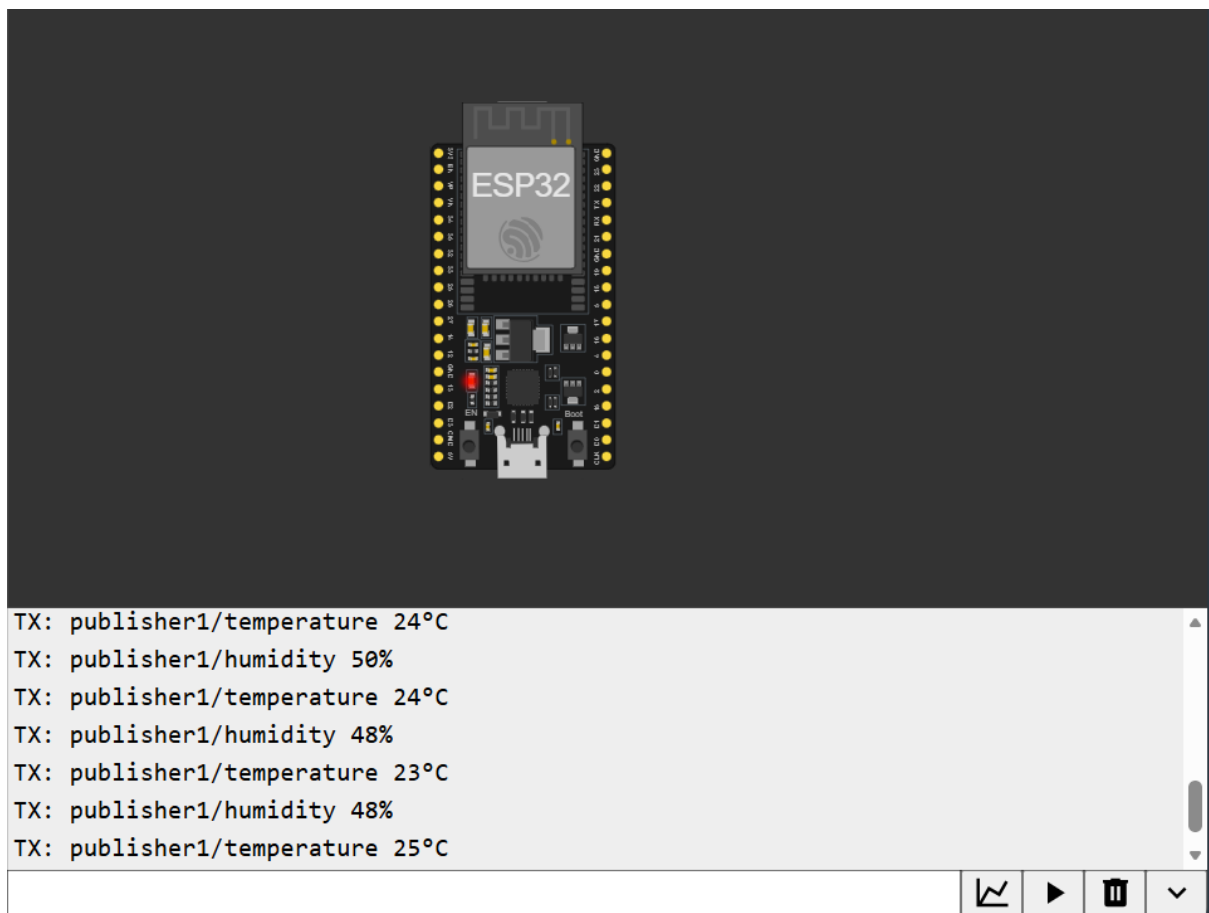 ESP32
EN
Boot
TX: publisher1/temperature 24°C
TX: publisher1/humidity 50%
TX: publisher1/temperature 24°C
TX: publisher1/humidity 48%
TX: publisher1/temperature 23°C
TX: publisher1/humidity 48%
TX: publisher1/temperature 25°C